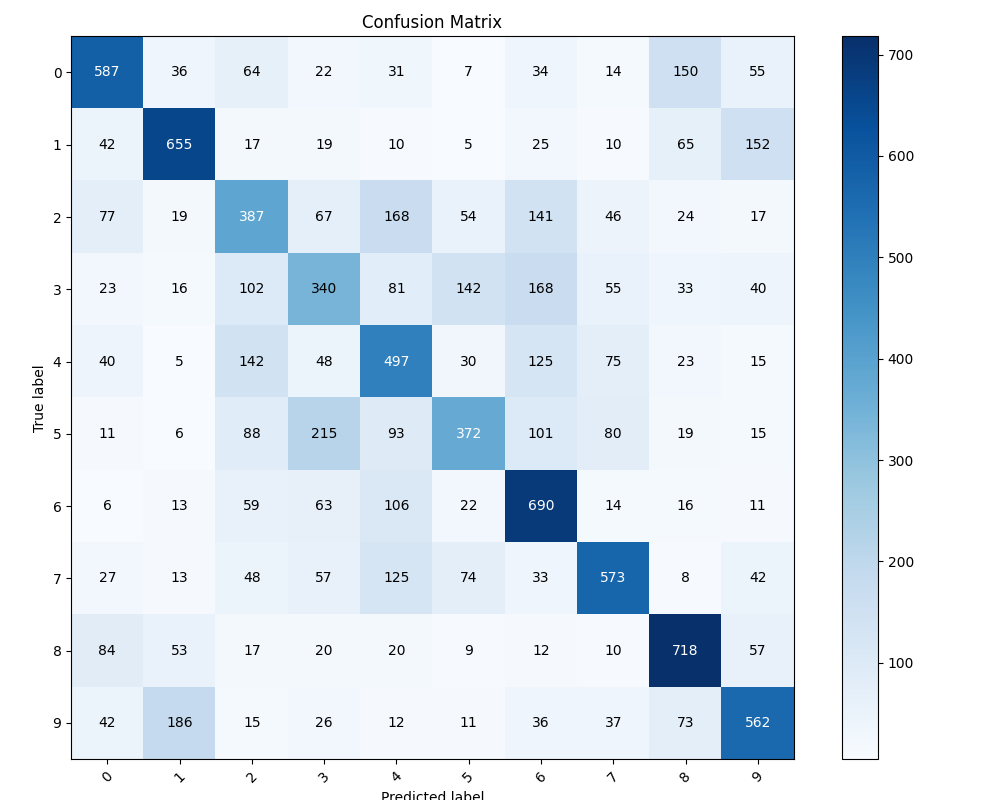 Confusion Matrix
0 587 36 64 22 31 7 34 14 150 55
1 42 655 17 19 10 5 25 10 65 152
2 77 19 387 67 168 54 141 46 24 17
3 23 16 102 340 81 142 168 55 33 40
4 40 5 142 48 497 30 125 75 23 15
5 11 6 88 215 93 372 101 80 19 15
6 6 13 59 63 106 22 690 14 16 11
7 27 13 48 57 125 74 33 573 8 42
8 84 53 17 20 20 9 12 10 718 57
9 42 186 15 26 12 11 36 37 73 562
0 1 2 3 4 5 6 7 8 9
True label
Predicted label
700
600
500
400
300
200
100